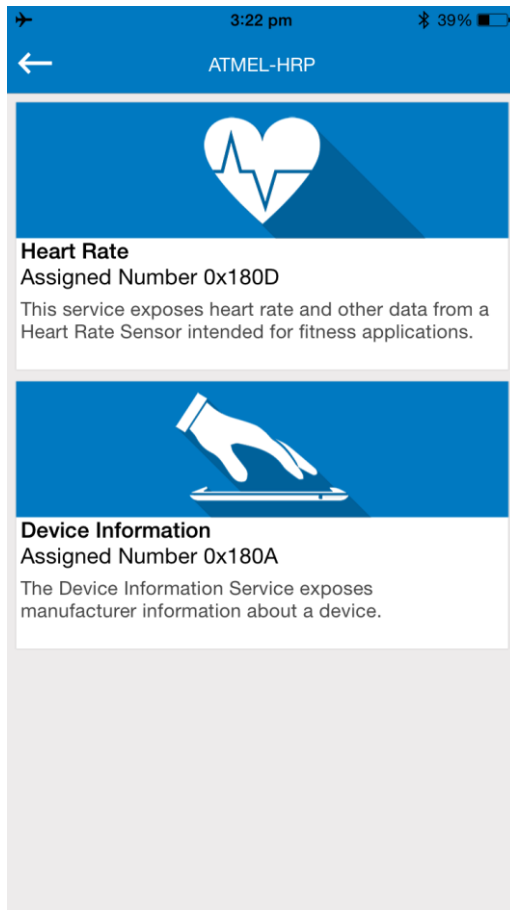 3:22 pm 39%
ATMEL-HRP
Heart Rate
Assigned Number 0x180D
This service exposes heart rate and other data from a
Heart Rate Sensor intended for fitness applications.
Device Information
Assigned Number 0x180A
The Device Information Service exposes
manufacturer information about a device.